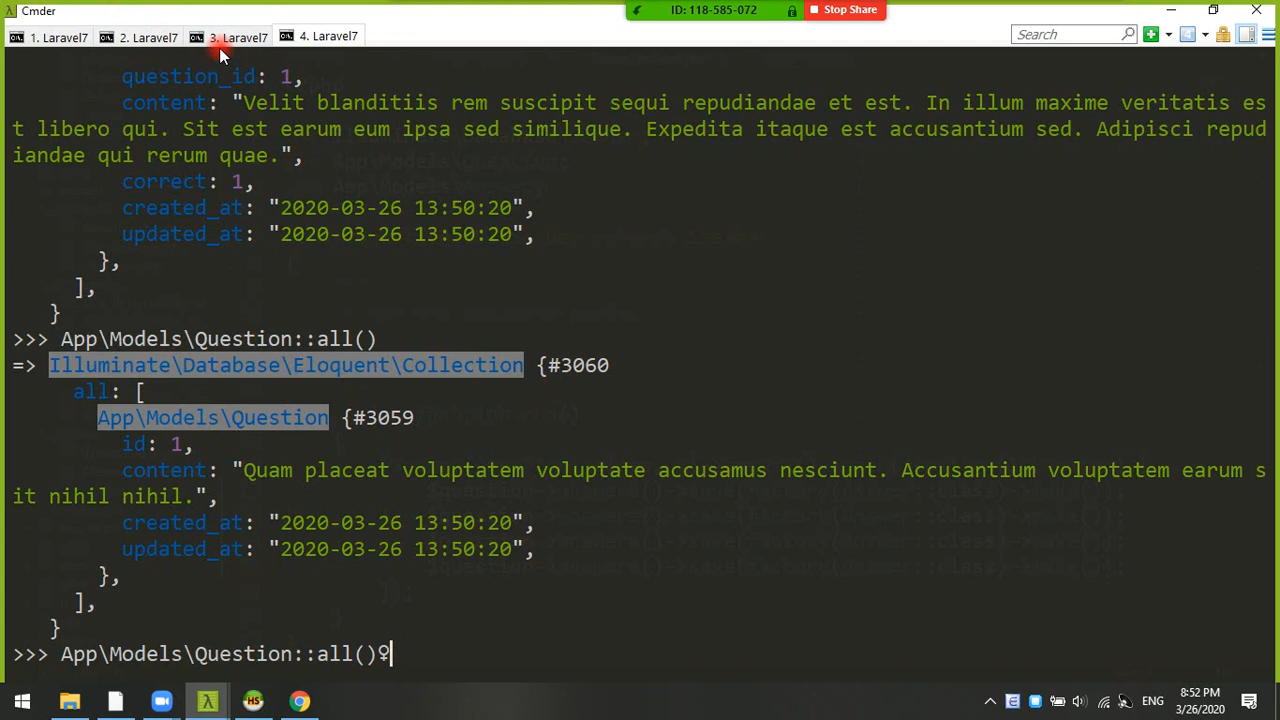 Cmder
ID: 118-585-072
Stop Share
1. Laravel7
2. Laravel7
3. Laravel7
4. Laravel7
Search
question_id: 1,
content: "Velit blanditiis rem suscipit sequi repudiandae et est. In illum maxime veritatis es
t libero qui. Sit est earum eum ipsa sed similique. Expedita itaque est accusantium sed. Adipisci repud
iandae qui rerum quae.",
correct: 1,
created_at: "2020-03-26 13:50:20",
updated_at: "2020-03-26 13:50:20",
},
],
}
>>> App\Models\Question::all()
=> Illuminate\Database\Eloquent\Collection {#3060
all: [
App\Models\Question {#3059
id: 1,
content: "Quam placeat voluptatem voluptate accusamus nesciunt. Accusantium voluptatem earum s
it nihil nihil.",
created_at: "2020-03-26 13:50:20",
updated_at: "2020-03-26 13:50:20",
},
],
}
>>> App\Models\Question::all()♀
HS
ENG
8:52 PM
3/26/2020